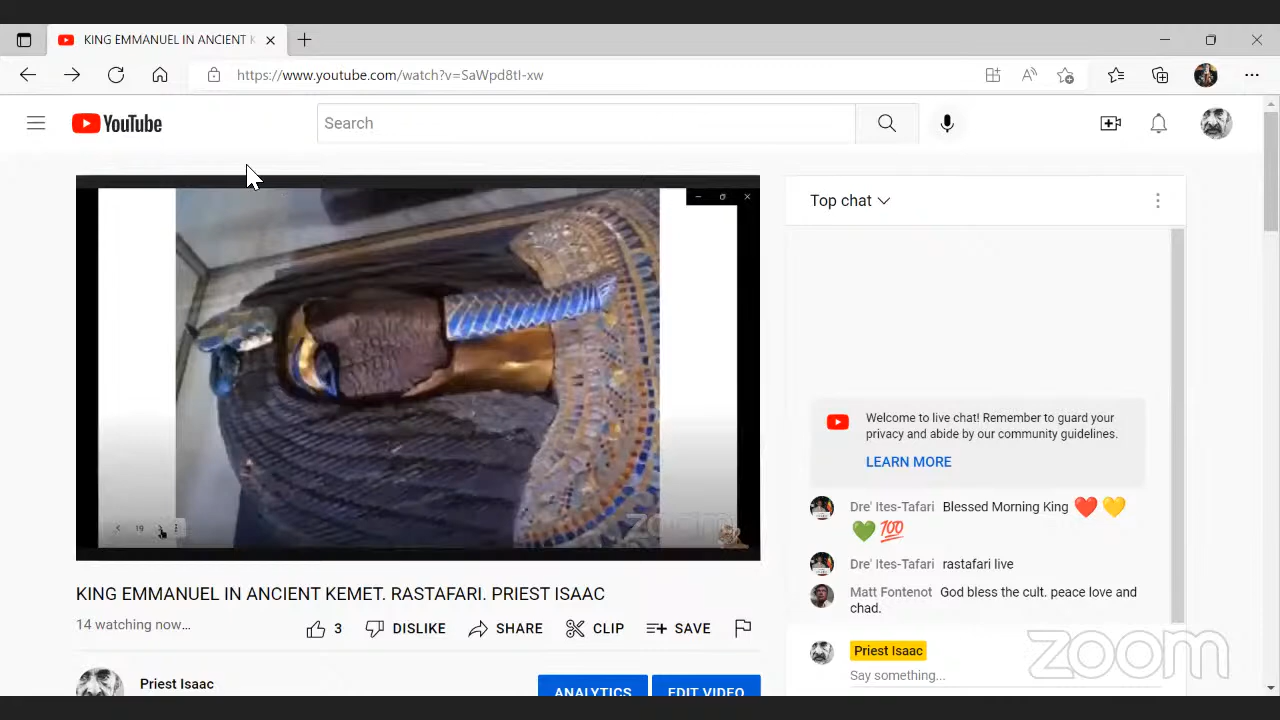 KING EMMANUEL IN ANCIENT K
https://www.youtube.com/watch?v=SaWpd8tI-xw
YouTube
Search
Top chat
19
zoom
Welcome to live chat! Remember to guard your
privacy and abide by our community guidelines.
LEARN MORE
Dre' Ites-Tafari Blessed Morning King ❤️ 💛
💚 💯
Dre' Ites-Tafari rastafari live
Matt Fontenot God bless the cult. peace love and
chad.
KING EMMANUEL IN ANCIENT KEMET. RASTAFARI. PRIEST ISAAC
14 watching now...
3 DISLIKE SHARE CLIP SAVE
Priest Isaac
Say something...
zoom
Priest Isaac
ANALYTICS
EDIT VIDEO